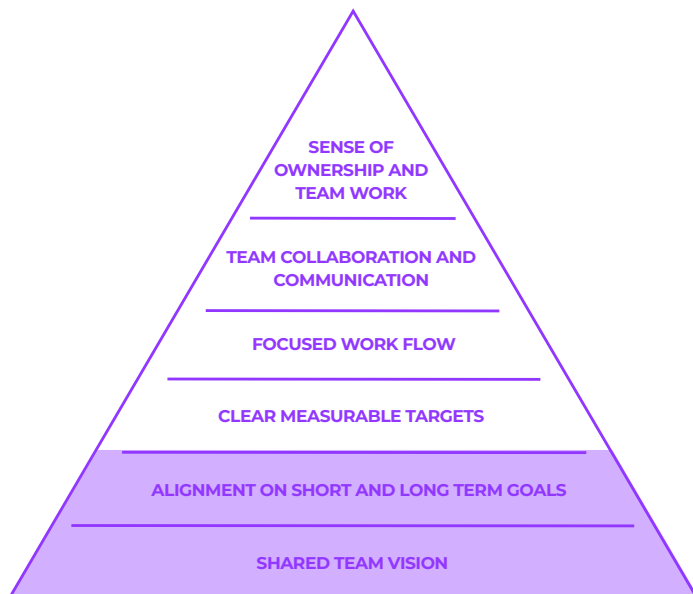 SENSE OF
OWNERSHIP AND
TEAM WORK
TEAM COLLABORATION AND
COMMUNICATION
FOCUSED WORK FLOW
CLEAR MEASURABLE TARGETS
ALIGNMENT ON SHORT AND LONG TERM GOALS
SHARED TEAM VISION